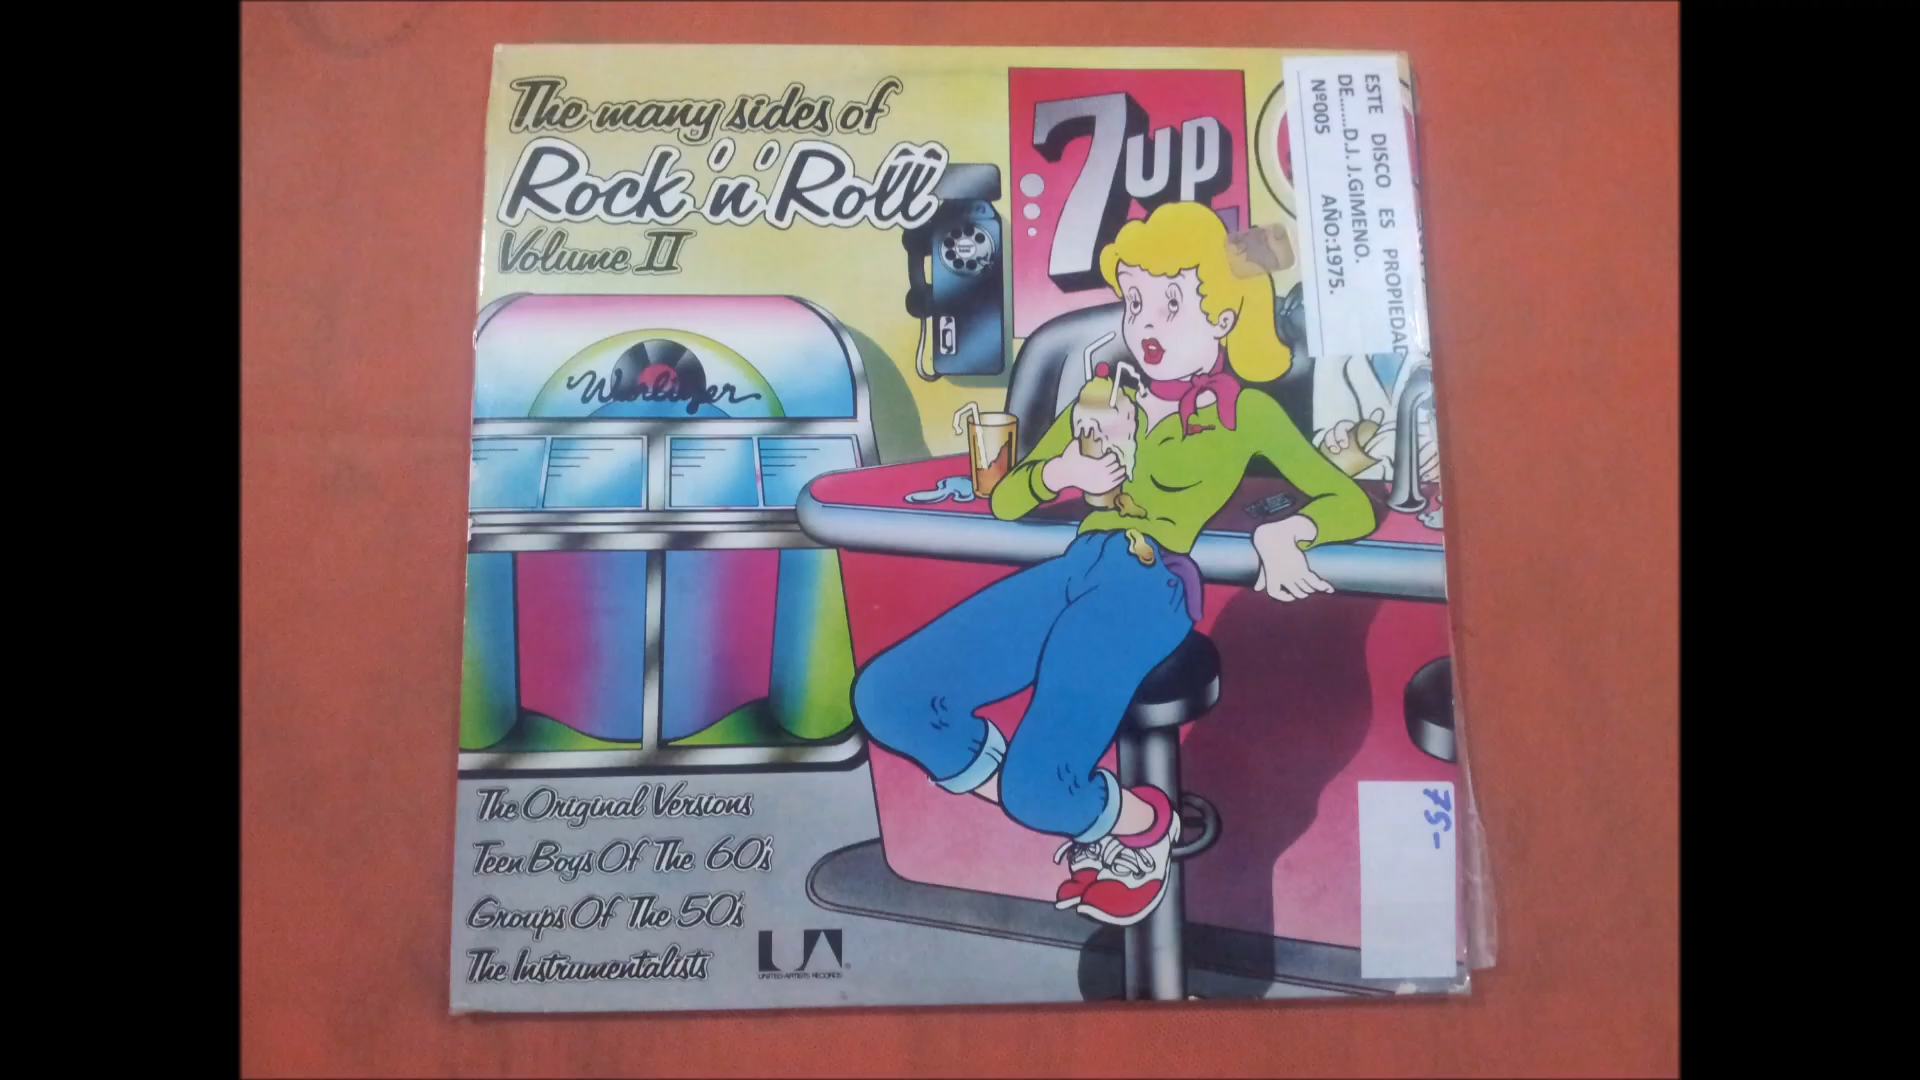 The many sides of
Rock 'n' Roll
Volume II
7up
ESTE DISCO ES PROPIEDAD
DE......D.J. J.GIMENO.
Nº005 AÑO:1975.
Wurlitzer
The Original Versions
Teen Boys Of The 60's
Groups Of The 50's
The Instrumentalists
UA
UNITED ARTISTS RECORDS
75-